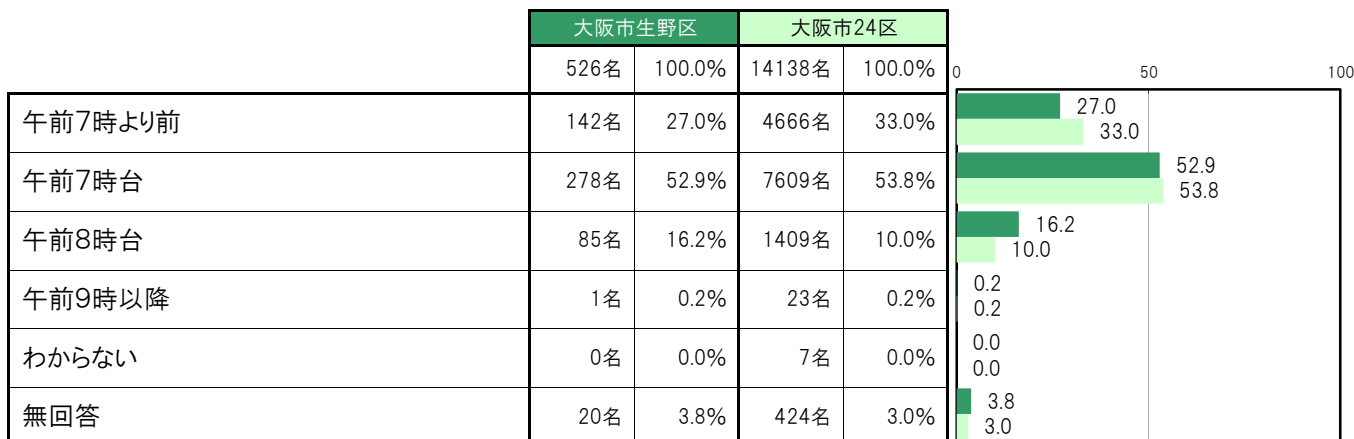 大阪市生野区 大阪市24区
526名 100.0% 14138名 100.0% 0 50 100
午前7時より前 142名 27.0% 4666名 33.0% 27.0
33.0
午前7時台 278名 52.9% 7609名 53.8% 52.9
53.8
午前8時台 85名 16.2% 1409名 10.0% 16.2
10.0
午前9時以降 1名 0.2% 23名 0.2% 0.2
0.2
わからない 0名 0.0% 7名 0.0% 0.0
0.0
無回答 20名 3.8% 424名 3.0% 3.8
3.0